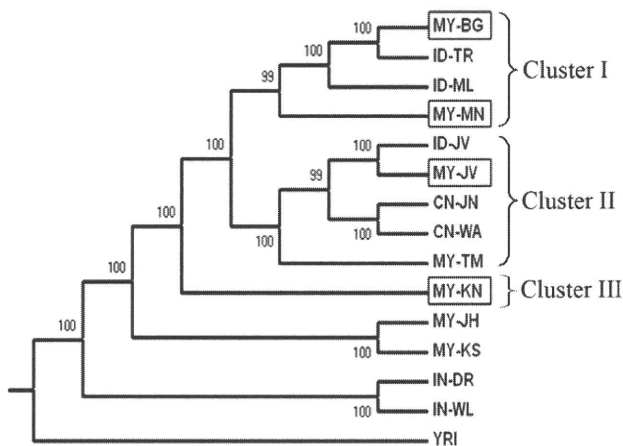 100
MY-BG
100
ID-TR
99
ID-ML
Cluster I
100
MY-MN
100
ID-JV
99
MY-JV
100
CN-JN
Cluster II
100
CN-WA
100
MY-TM
100
MY-KN
Cluster III
100
MY-JH
100
MY-KS
IN-DR
100
IN-WL
YRI